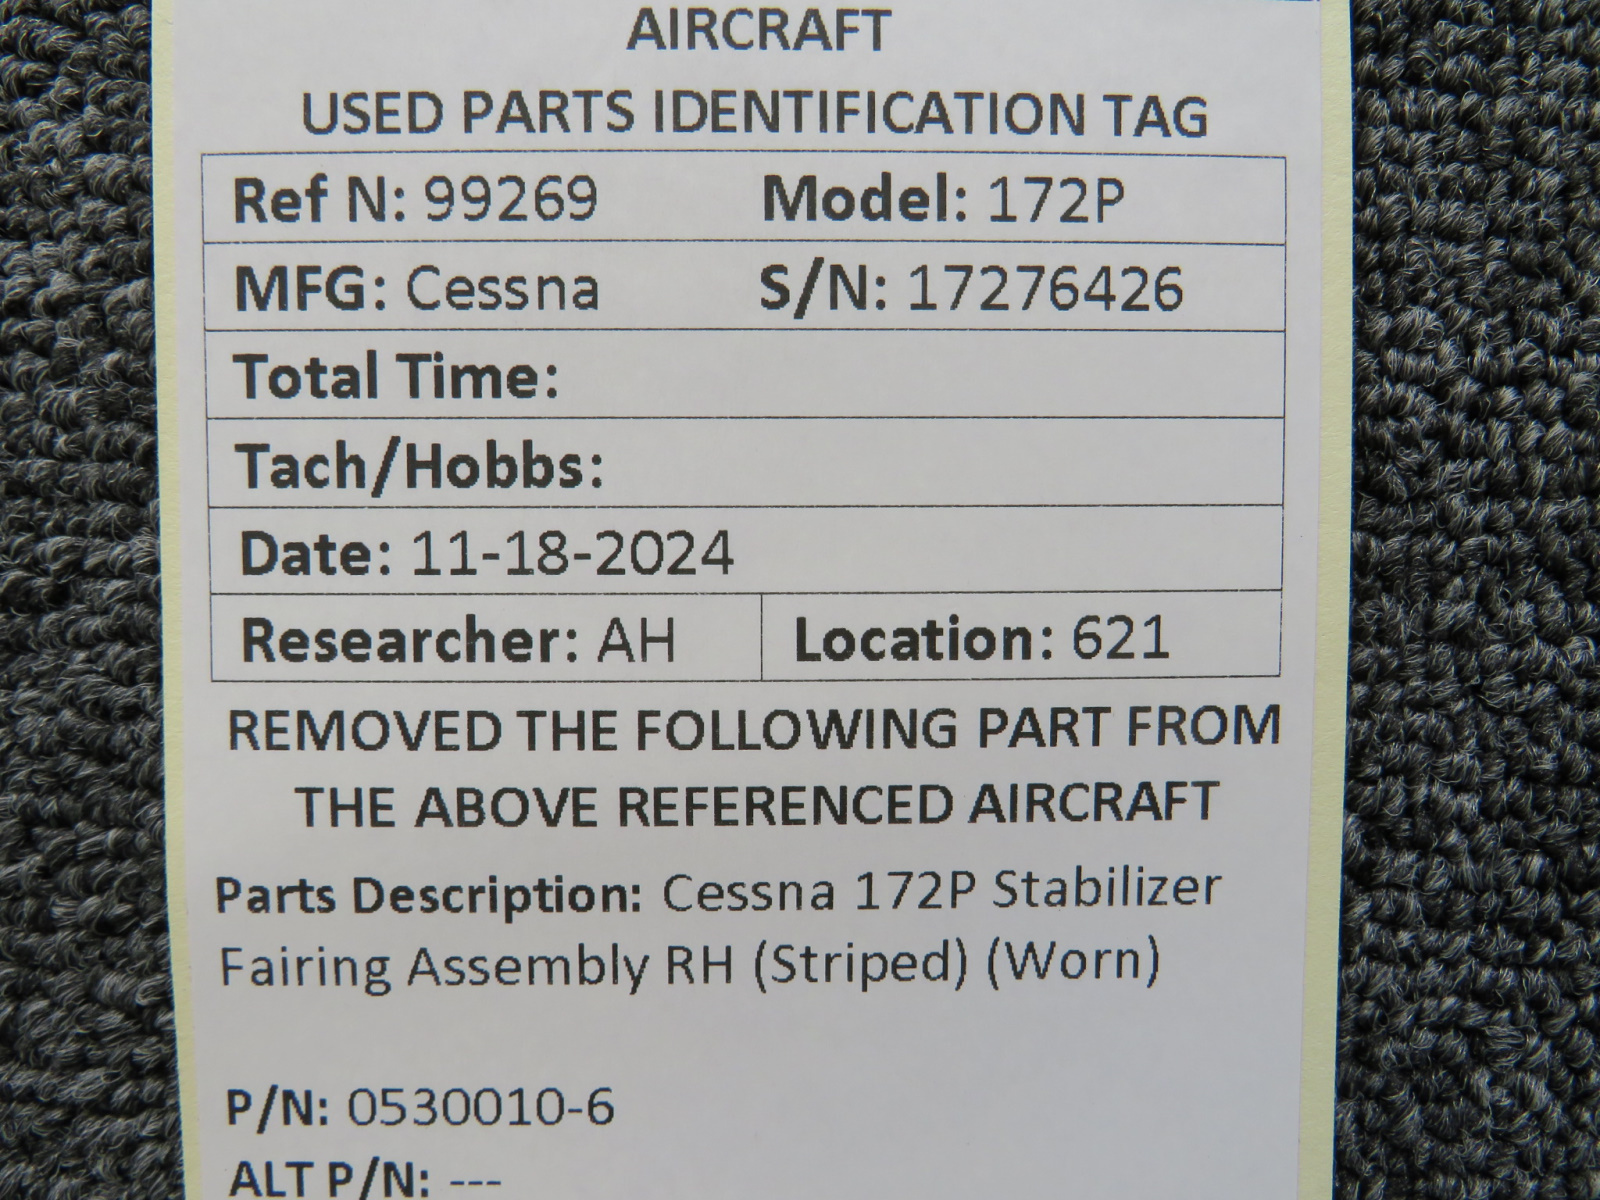 AIRCRAFT
USED PARTS IDENTIFICATION TAG
Ref N: 99269 Model: 172P
MFG: Cessna S/N: 17276426
Total Time:
Tach/Hobbs:
Date: 11-18-2024
Researcher: AH Location: 621
REMOVED THE FOLLOWING PART FROM
THE ABOVE REFERENCED AIRCRAFT
Parts Description: Cessna 172P Stabilizer
Fairing Assembly RH (Striped) (Worn)
P/N: 0530010-6
ALT P/N: ---